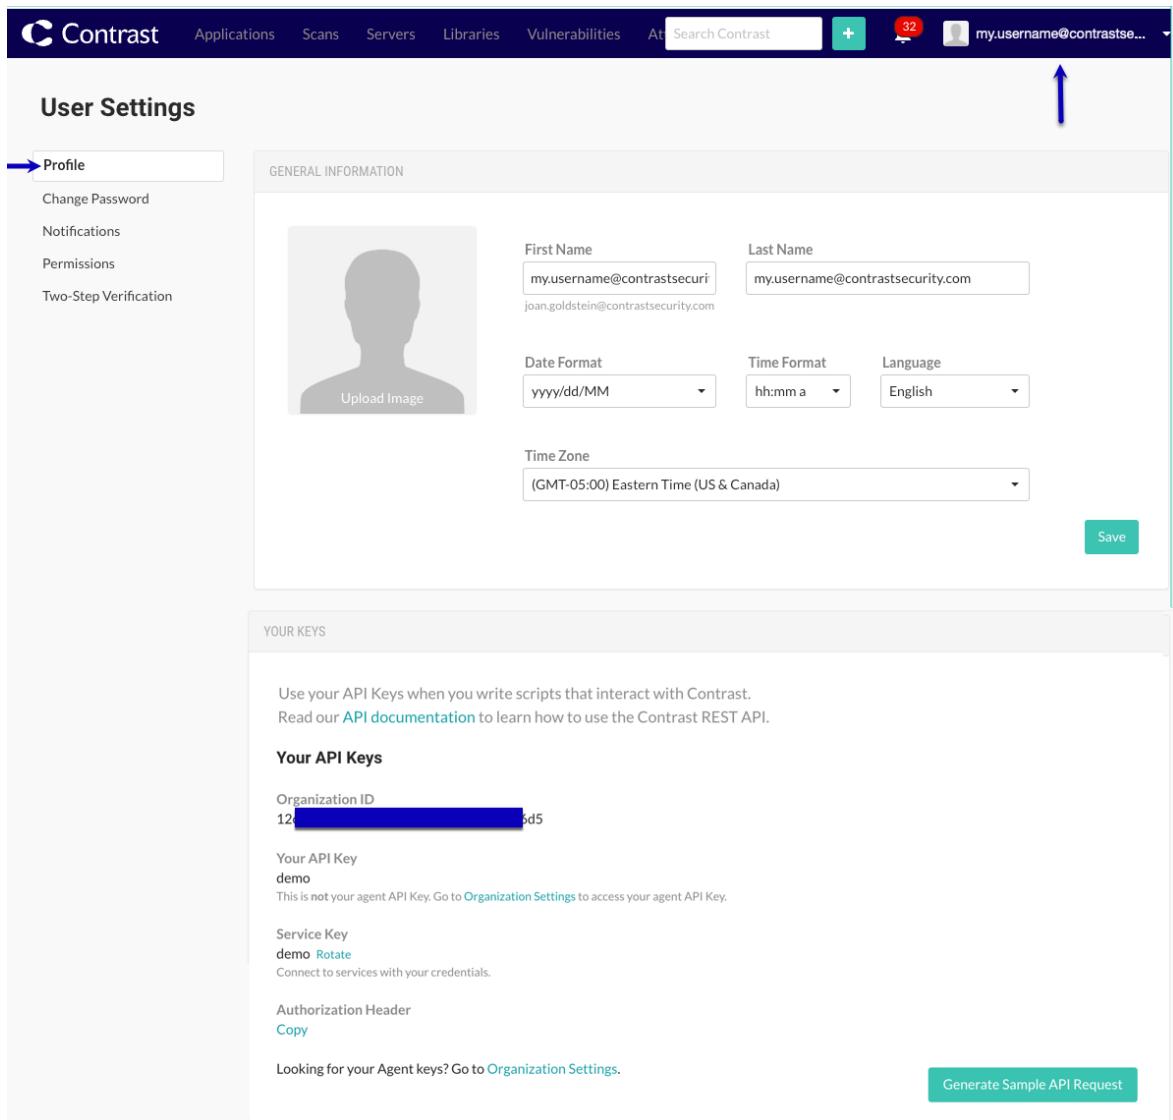 Contrast Applications Scans Servers Libraries Vulnerabilities At Search Contrast + 32 my.username@contrastse...
User Settings
Profile
Change Password
Notifications
Permissions
Two-Step Verification
GENERAL INFORMATION
Upload Image
First Name Last Name
my.username@contrastsecuri my.username@contrastsecurity.com
joan.goldstein@contrastsecurity.com
Date Format Time Format Language
yyyy/dd/MM hh:mm a English
Time Zone
(GMT-05:00) Eastern Time (US & Canada)
Save
YOUR KEYS
Use your API Keys when you write scripts that interact with Contrast.
Read our API documentation to learn how to use the Contrast REST API.
Your API Keys
Organization ID
12 6d5
Your API Key
demo
This is not your agent API Key. Go to Organization Settings to access your agent API Key.
Service Key
demo Rotate
Connect to services with your credentials.
Authorization Header
Copy
Looking for your Agent keys? Go to Organization Settings.
Generate Sample API Request